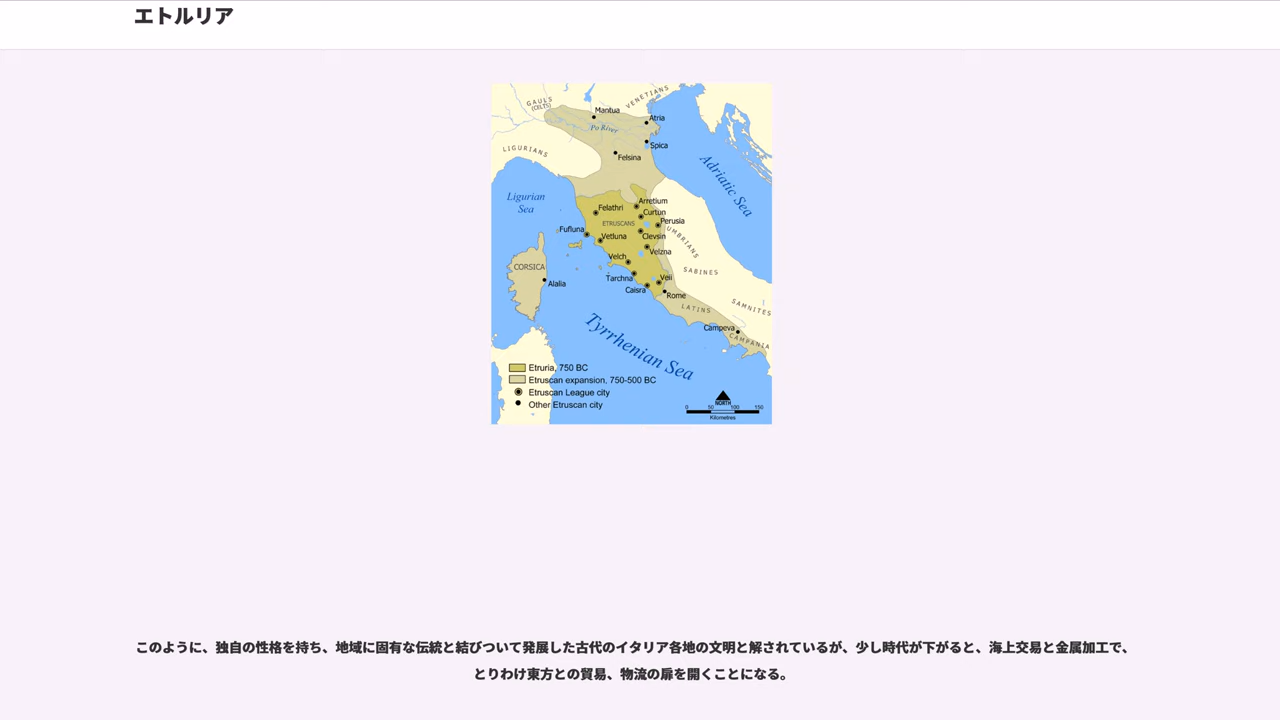 エトルリア
GAULS
(CELTS)
Mantua
VENETIANS
Atria
Po River
Spica
LIGURIANS
Felsina
Adriatic Sea
Ligurian
Sea
Arretium
Felathri
Curtun
ETRUSCANS
Perusia
Fufluna
Vetluna
Clevsin
UMBRIANS
Velzna
Velch
CORSICA
SABINES
Tarchna
Veii
Alalia
Caisra
Rome
LATINS
SAMNITES
Campeva
CAMPANIA
Tyrrhenian Sea
Etruria, 750 BC
Etruscan expansion, 750-500 BC
Etruscan League city
Other Etruscan city
NORTH
0 50 100 150
Kilometres
このように、独自の性格を持ち、地域に固有な伝統と結びついて発展した古代のイタリア各地の文明と解されているが、少し時代が下がると、海上交易と金属加工で、
とりわけ東方との貿易、物流の扉を開くことになる。